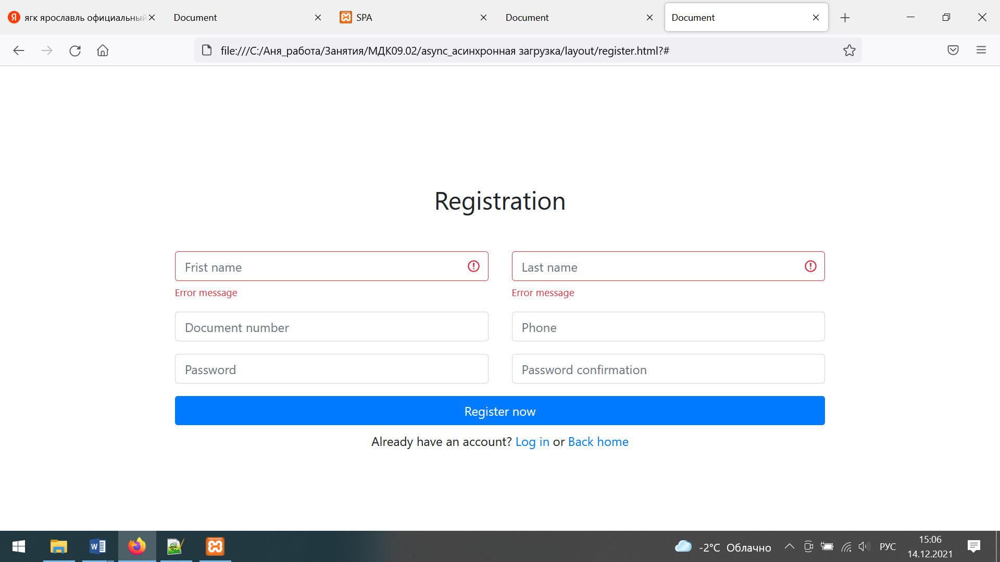 ягк ярославль официальный
Document
SPA
Document
Document
file:///C:/Аня_работа/Занятия/МДК09.02/async_асинхронная загрузка/layout/register.html?#
Registration
Frist name
Last name
Error message
Error message
Document number
Phone
Password
Password confirmation
Register now
Already have an account? Log in or Back home
-2°C Облачно
РУС
15:06
14.12.2021